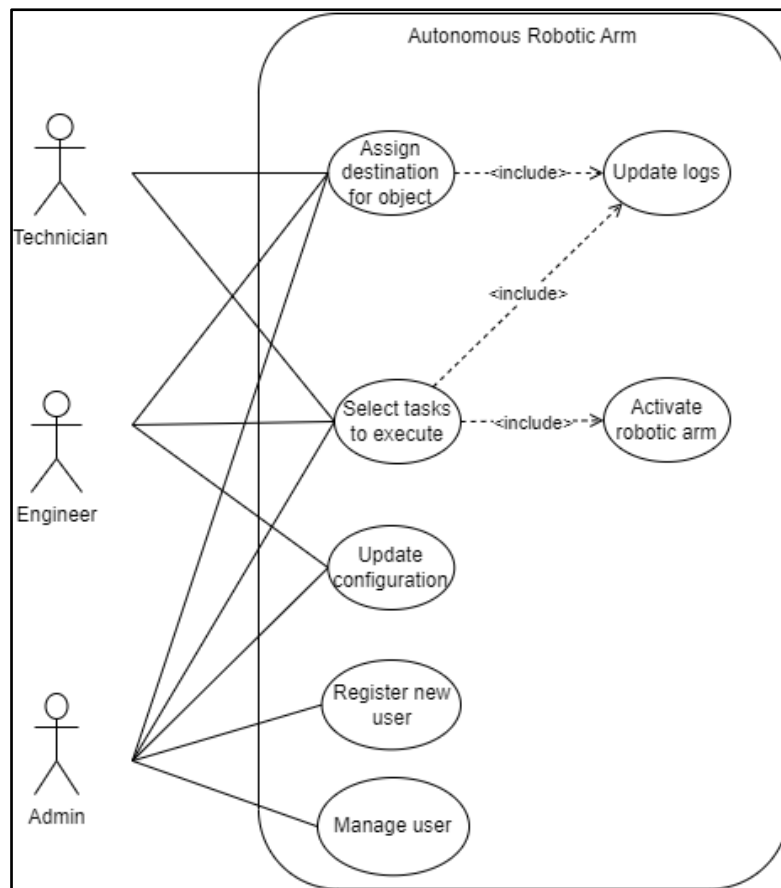 Autonomous Robotic Arm
Technician
Assign
destination
for object
<include>
Update logs
<include>
Engineer
Select tasks
to execute
<include>
Activate
robotic arm
Update
configuration
Admin
Register new
user
Manage user